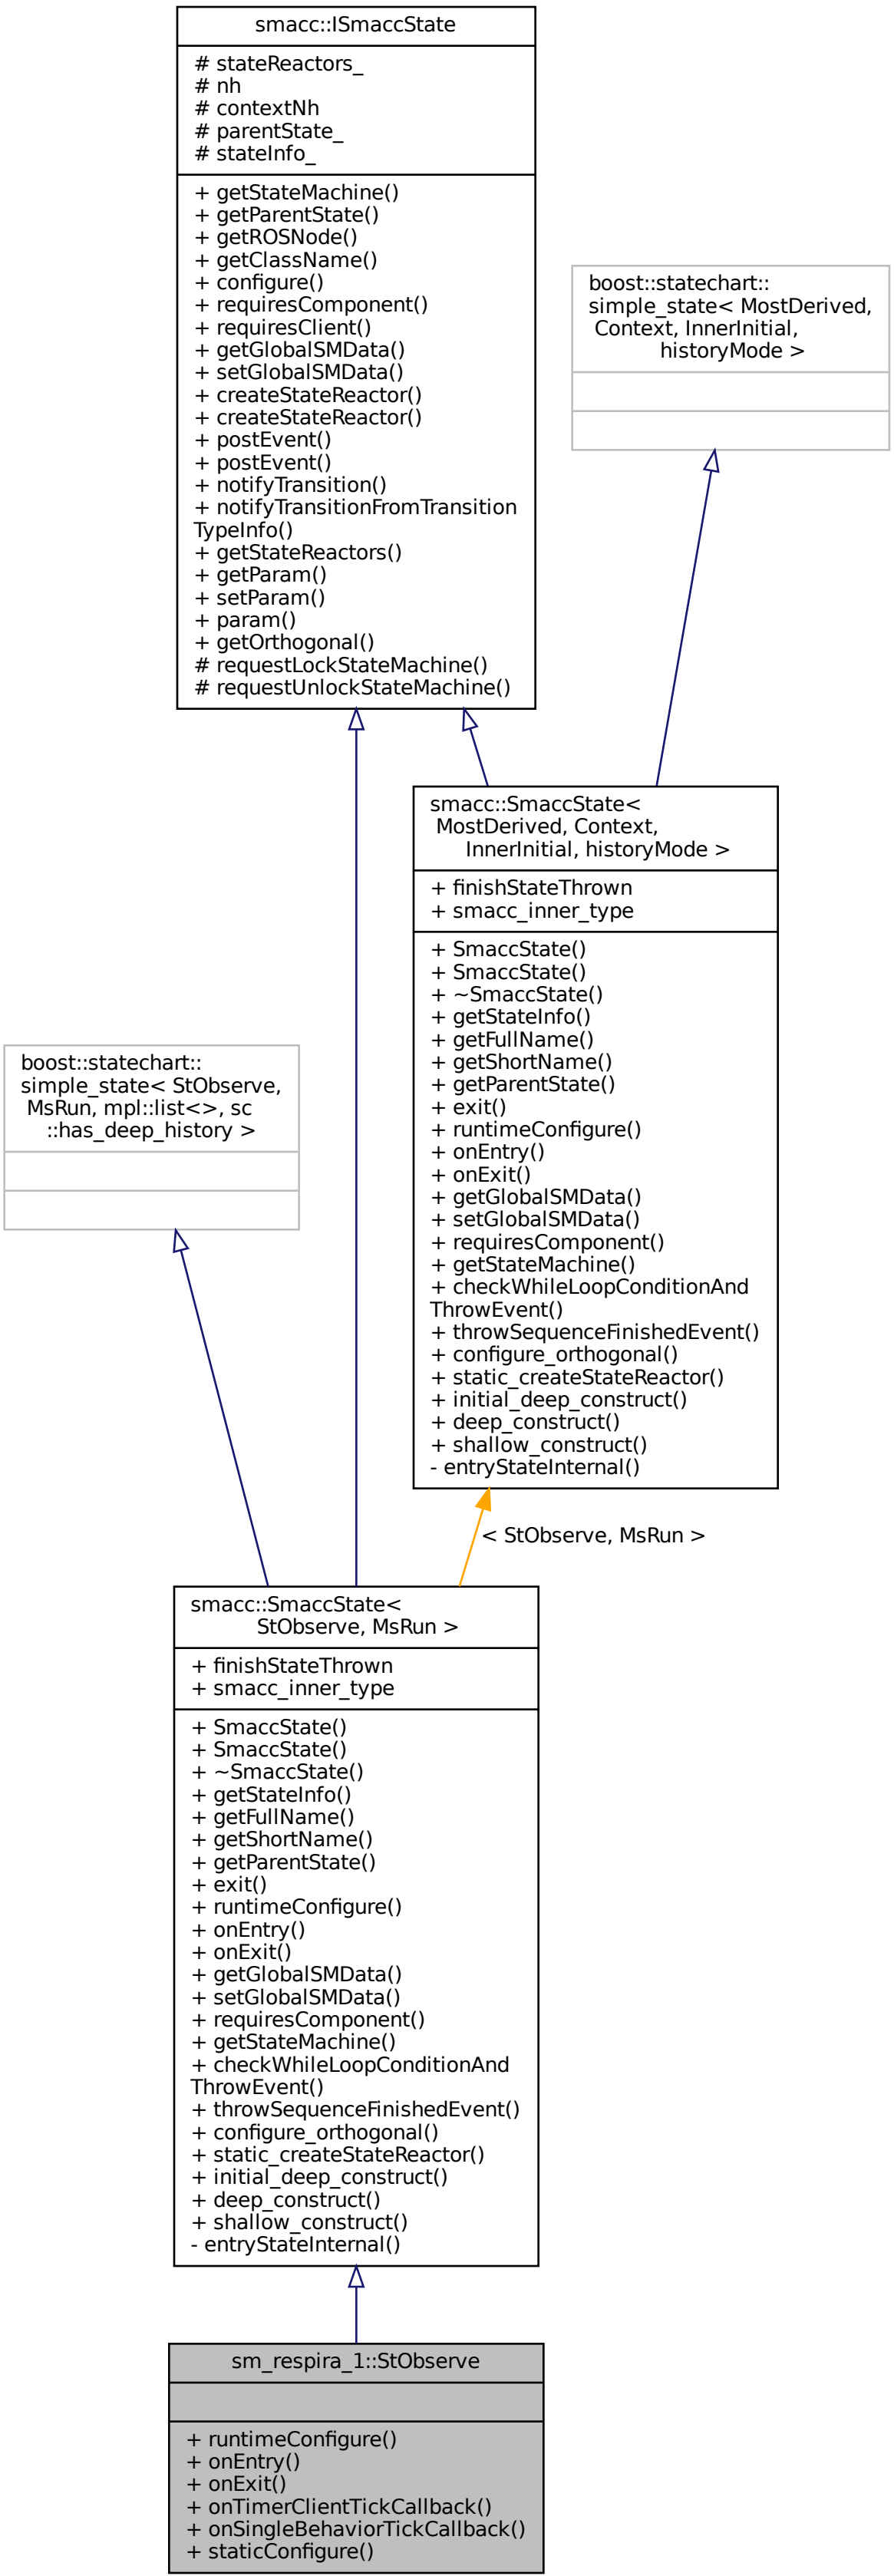 smacc::ISmaccState
# stateReactors_
# nh
# contextNh
# parentState_
# stateInfo_
+ getStateMachine()
+ getParentState()
+ getROSNode()
+ getClassName()
+ configure()
+ requiresComponent()
+ requiresClient()
+ getGlobalSMData()
+ setGlobalSMData()
+ createStateReactor()
+ createStateReactor()
+ postEvent()
+ postEvent()
+ notifyTransition()
+ notifyTransitionFromTransition
TypeInfo()
+ getStateReactors()
+ getParam()
+ setParam()
+ param()
+ getOrthogonal()
# requestLockStateMachine()
# requestUnlockStateMachine()
boost::statechart::
simple_state< MostDerived,
Context, InnerInitial,
historyMode >
smacc::SmaccState<
MostDerived, Context,
InnerInitial, historyMode >
+ finishStateThrown
+ smacc_inner_type
+ SmaccState()
+ SmaccState()
+ ~SmaccState()
+ getStateInfo()
+ getFullName()
+ getShortName()
+ getParentState()
+ exit()
+ runtimeConfigure()
+ onEntry()
+ onExit()
+ getGlobalSMData()
+ setGlobalSMData()
+ requiresComponent()
+ getStateMachine()
+ checkWhileLoopConditionAnd
ThrowEvent()
+ throwSequenceFinishedEvent()
+ configure_orthogonal()
+ static_createStateReactor()
+ initial_deep_construct()
+ deep_construct()
+ shallow_construct()
- entryStateInternal()
boost::statechart::
simple_state< StObserve,
MsRun, mpl::list<>, sc
::has_deep_history >
< StObserve, MsRun >
smacc::SmaccState<
StObserve, MsRun >
+ finishStateThrown
+ smacc_inner_type
+ SmaccState()
+ SmaccState()
+ ~SmaccState()
+ getStateInfo()
+ getFullName()
+ getShortName()
+ getParentState()
+ exit()
+ runtimeConfigure()
+ onEntry()
+ onExit()
+ getGlobalSMData()
+ setGlobalSMData()
+ requiresComponent()
+ getStateMachine()
+ checkWhileLoopConditionAnd
ThrowEvent()
+ throwSequenceFinishedEvent()
+ configure_orthogonal()
+ static_createStateReactor()
+ initial_deep_construct()
+ deep_construct()
+ shallow_construct()
- entryStateInternal()
sm_respira_1::StObserve
+ runtimeConfigure()
+ onEntry()
+ onExit()
+ onTimerClientTickCallback()
+ onSingleBehaviorTickCallback()
+ staticConfigure()